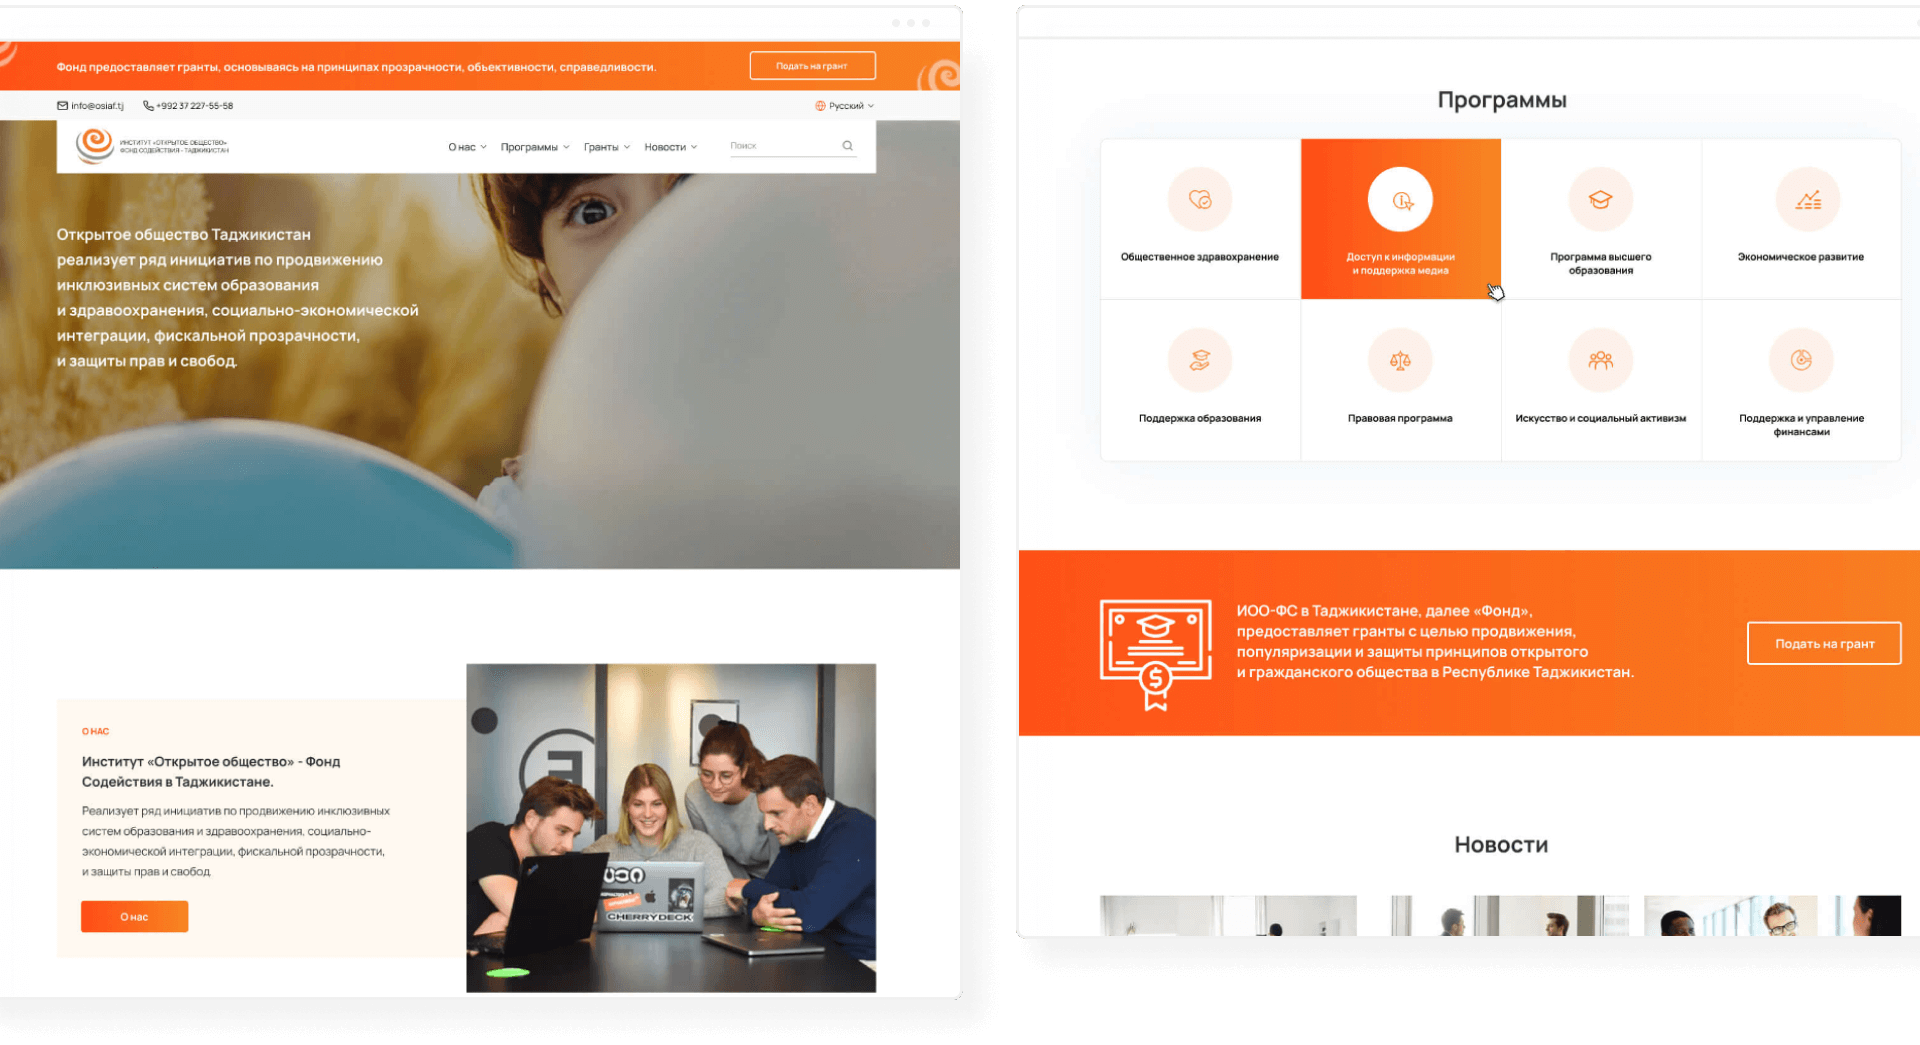 Фонд предоставляет гранты, основываясь на принципах прозрачности, объективности, справедливости.
Подать на грант
info@osiaf.tj
+992 37 227-55-58
Русский
ИНСТИТУТ «ОТКРЫТОЕ ОБЩЕСТВО»
ФОНД СОДЕЙСТВИЯ - ТАДЖИКИСТАН
О нас
Программы
Гранты
Новости
Поиск
Открытое общество Таджикистан
реализует ряд инициатив по продвижению
инклюзивных систем образования
и здравоохранения, социально-экономической
интеграции, фискальной прозрачности,
и защиты прав и свобод.
О НАС
Институт «Открытое общество» - Фонд
Содействия в Таджикистане.
Реализует ряд инициатив по продвижению инклюзивных
систем образования и здравоохранения, социально-
экономической интеграции, фискальной прозрачности,
и защиты прав и свобод
О нас
CHERRYDECK
Программы
Общественное здравохранение
Доступ к информации
и поддержка медиа
Программа высшего
образования
Экономическое развитие
Поддержка образования
Правовая программа
Искусство и социальный активизм
Поддержка и управление
финансами
ИОО-ФС в Таджикистане, далее «Фонд»,
предоставляет гранты с целью продвижения,
популяризации и защиты принципов открытого
и гражданского общества в Республике Таджикистан.
Подать на грант
Новости